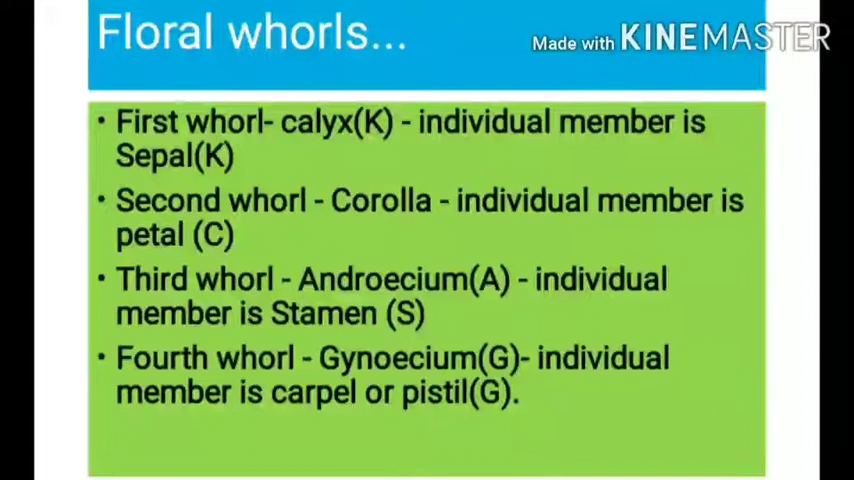 Floral whorls...
Made with KINEMASTER
• First whorl- calyx(K) - individual member is
Sepal(K)
• Second whorl - Corolla - individual member is
petal (C)
• Third whorl - Androecium(A) - individual
member is Stamen (S)
• Fourth whorl - Gynoecium(G)- individual
member is carpel or pistil(G).